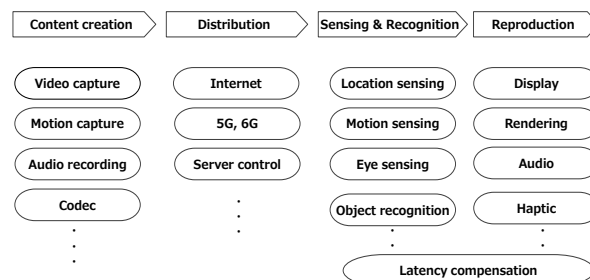 Content creation
Distribution
Sensing & Recognition
Reproduction
Video capture
Internet
Location sensing
Display
Motion capture
5G, 6G
Motion sensing
Rendering
Audio recording
Server control
Eye sensing
Audio
Codec
Object recognition
Haptic
Latency compensation